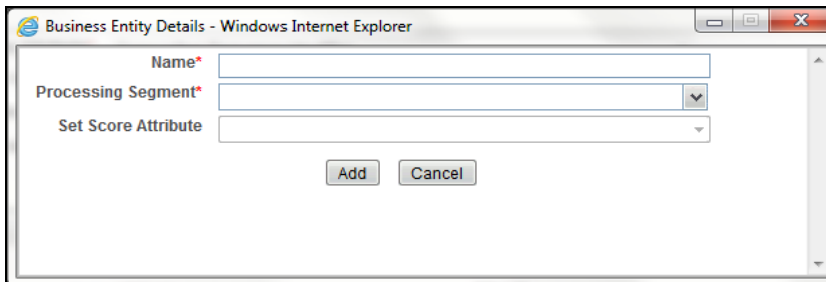 Business Entity Details - Windows Internet Explorer
Name*
Processing Segment*
Set Score Attribute
Add Cancel